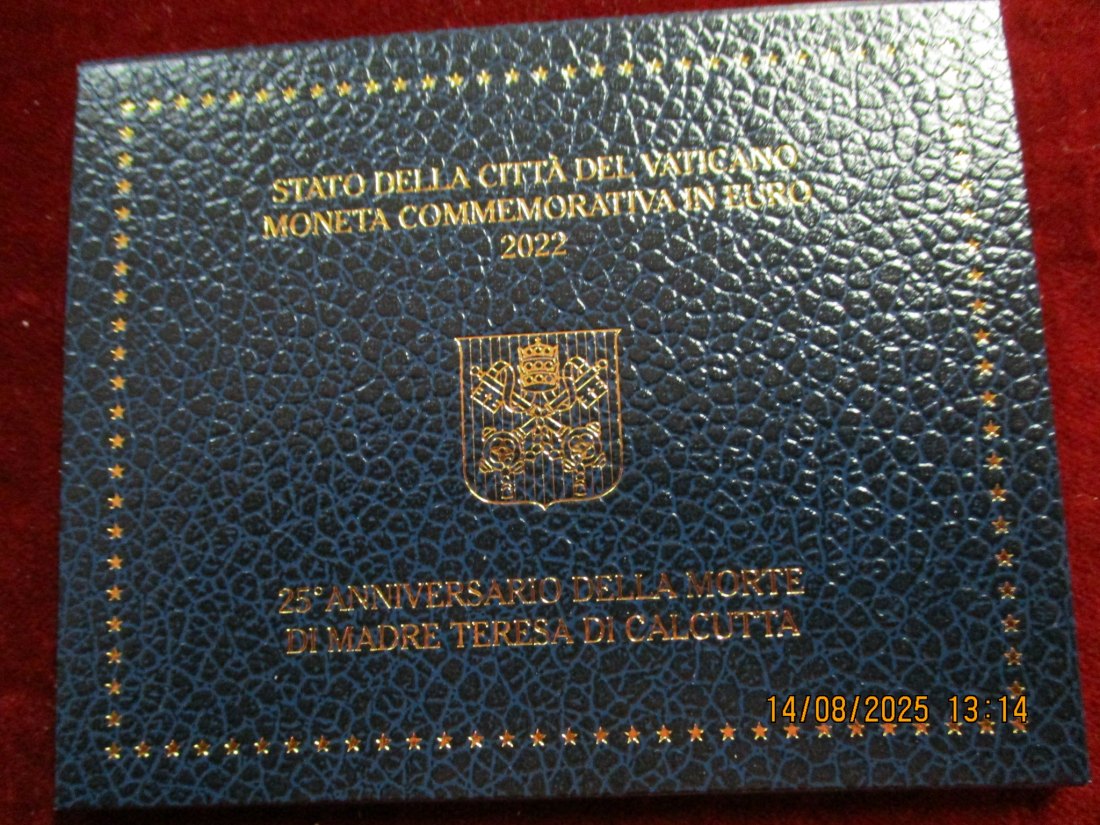 STATO DELLA CITTÀ DEL VATICANO
MONETA COMMEMORATIVA IN EURO
2022
25° ANNIVERSARIO DELLA MORTE
DI MADRE TERESA DI CALCUTTA
14/08/2025 13:14